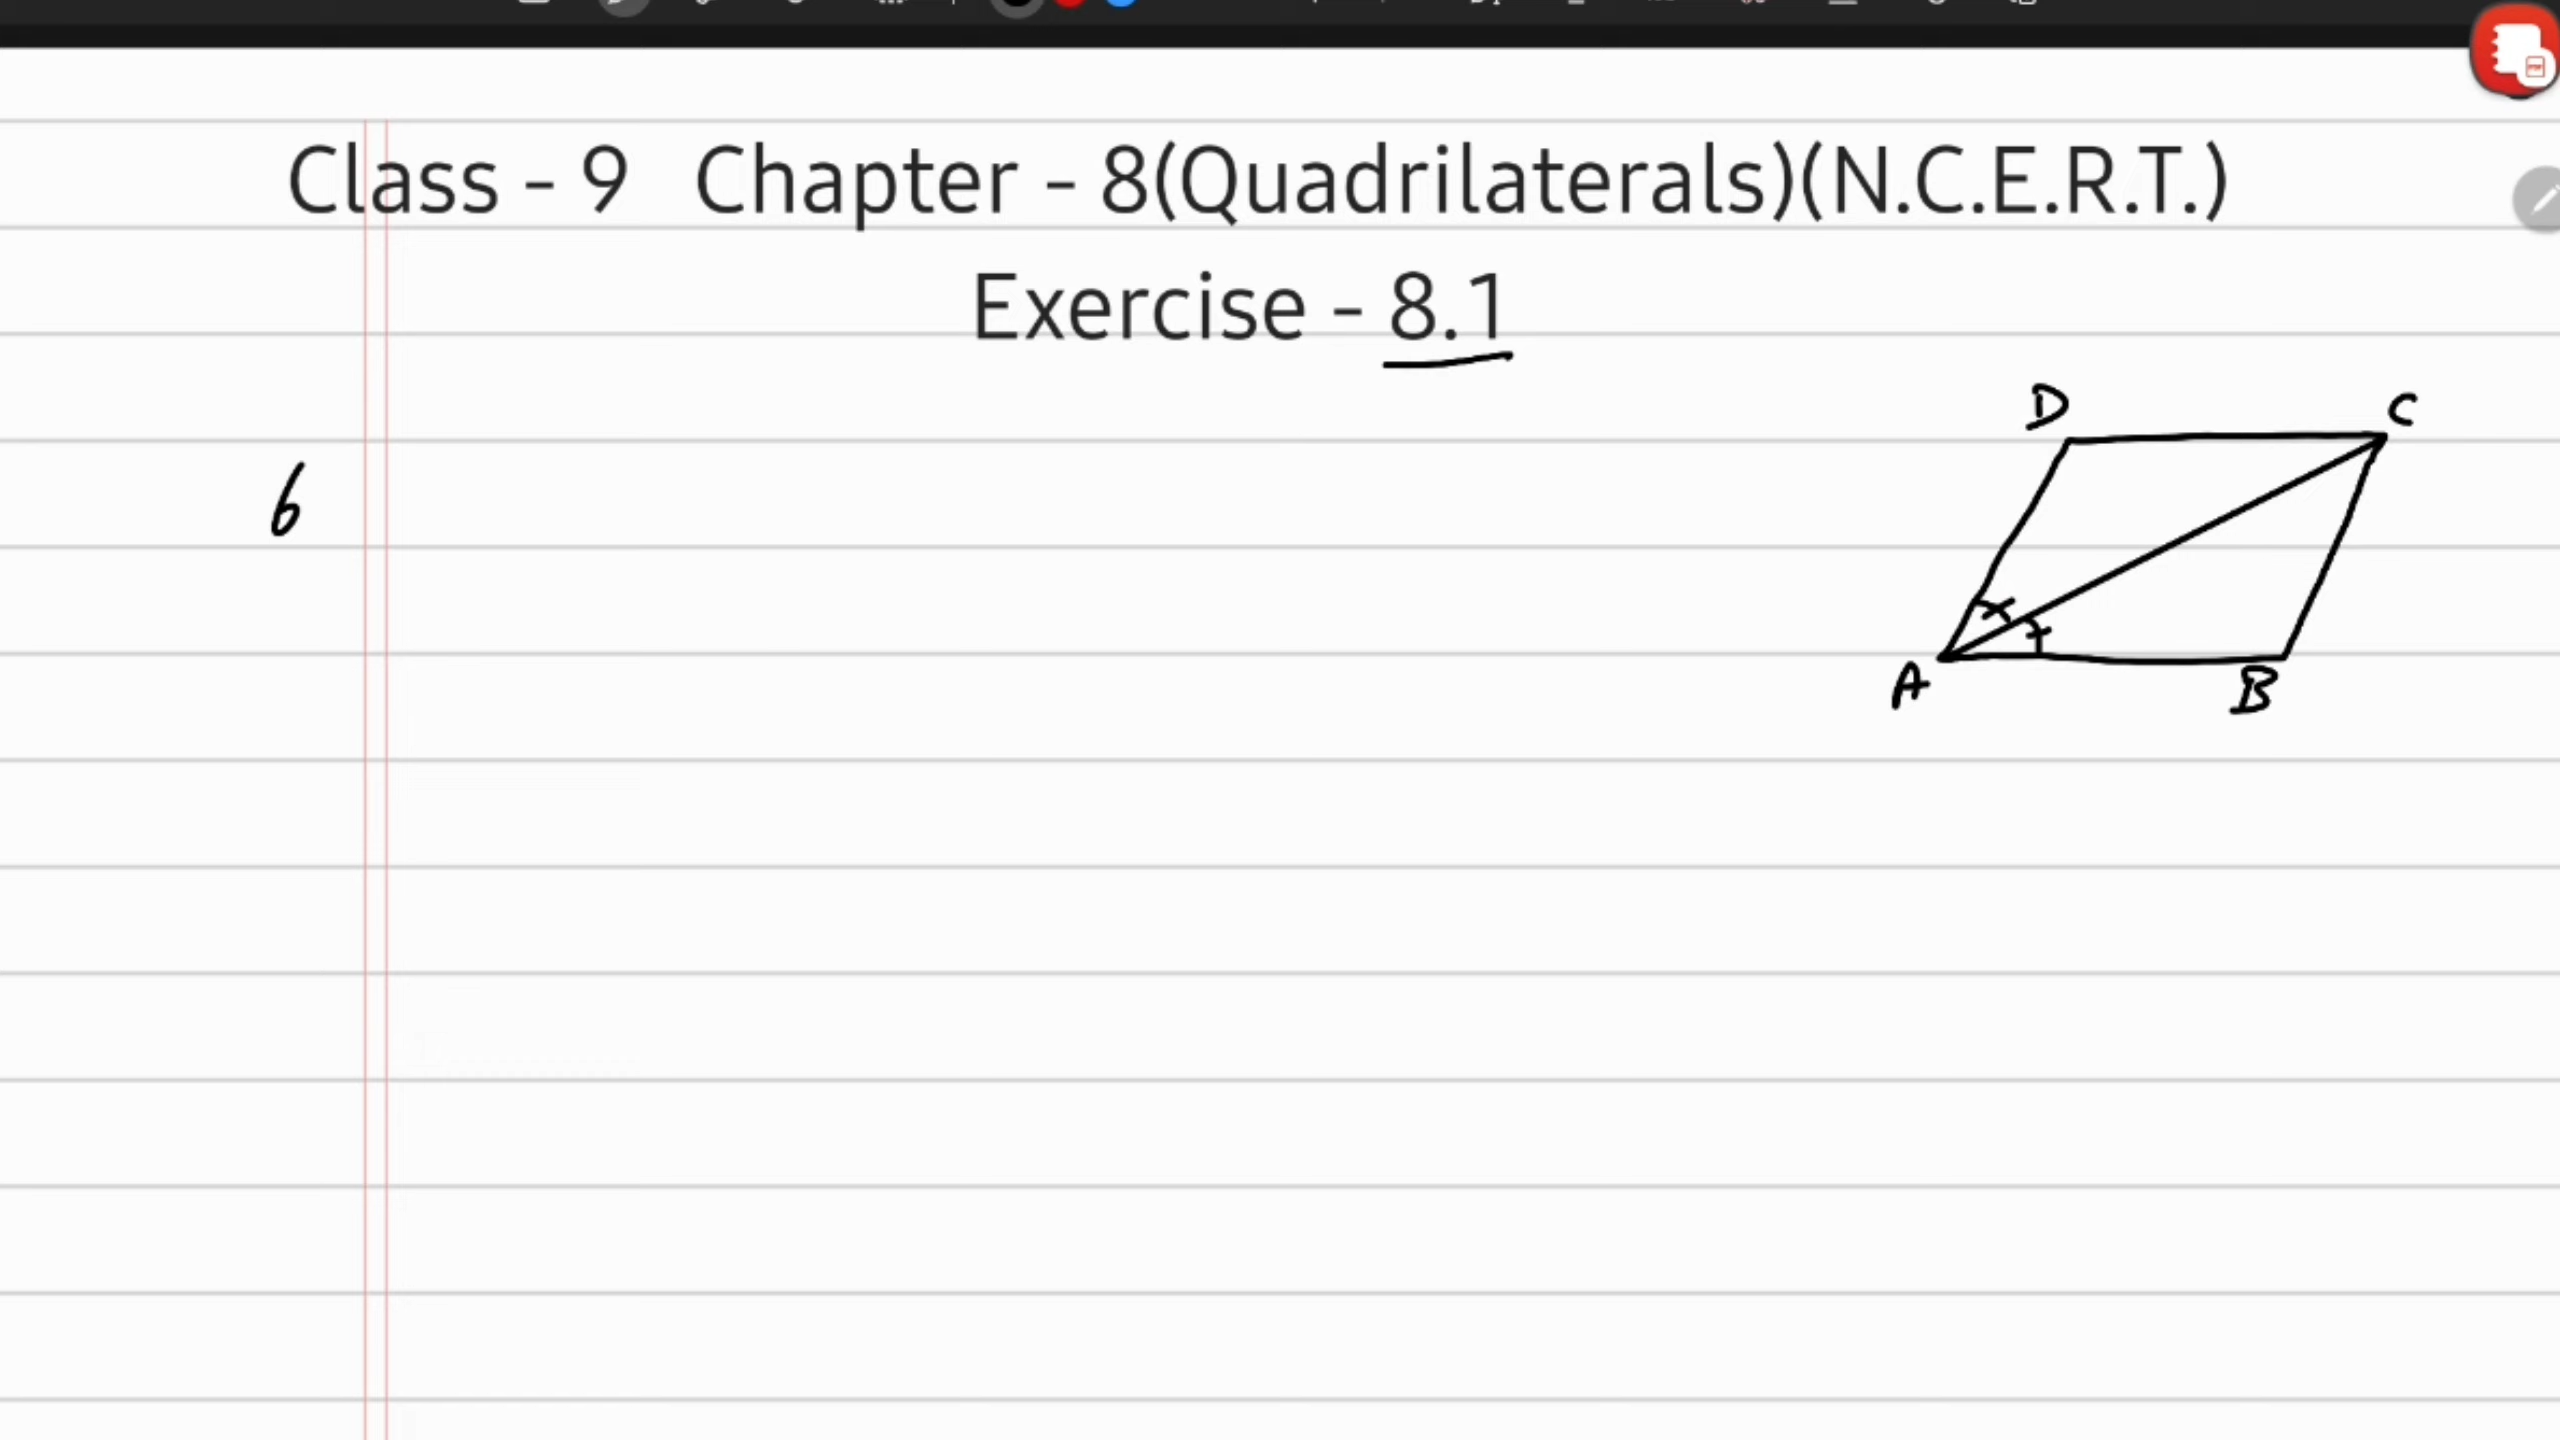 Class - 9 Chapter - 8(Quadrilaterals)(N.C.E.R.T.)
Exercise - 8.1
D C
6
A B